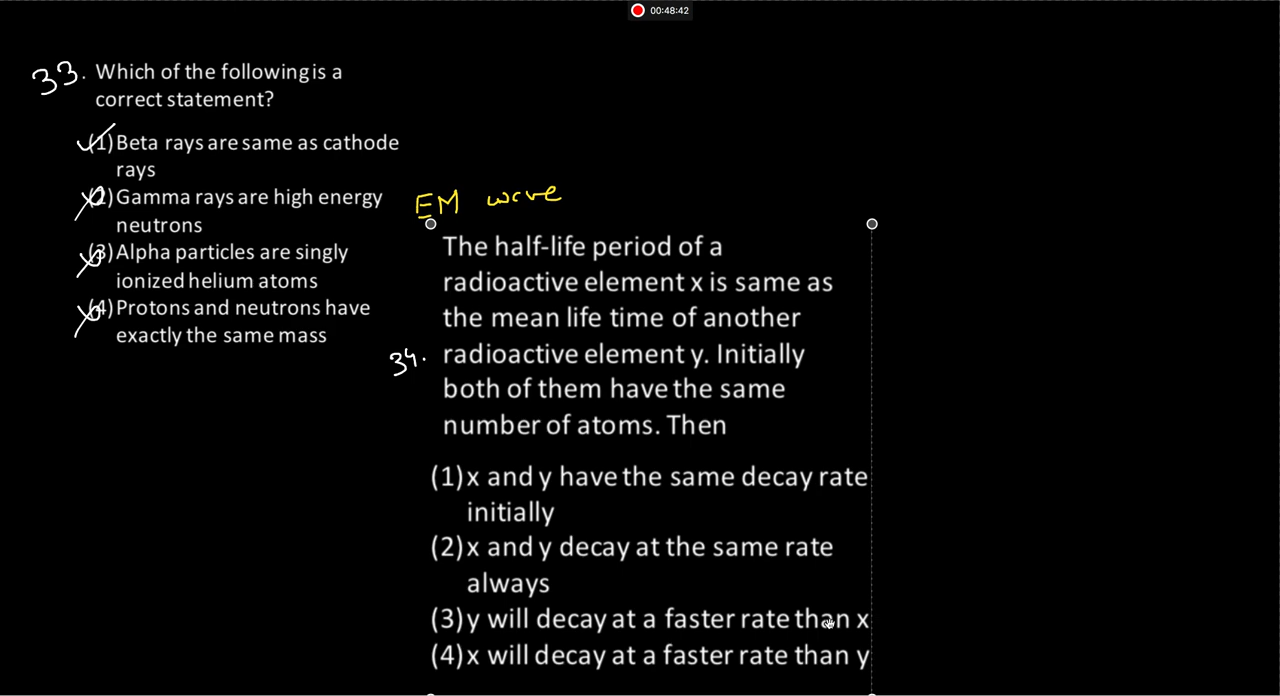 00:48:42
33. Which of the following is a
correct statement?
(1) Beta rays are same as cathode
rays
(2) Gamma rays are high energy
neutrons
(3) Alpha particles are singly
ionized helium atoms
(4) Protons and neutrons have
exactly the same mass
EM wave
The half-life period of a
radioactive element x is same as
the mean life time of another
34. radioactive element y. Initially
both of them have the same
number of atoms. Then
(1) x and y have the same decay rate
initially
(2) x and y decay at the same rate
always
(3) y will decay at a faster rate than x
(4) x will decay at a faster rate than y